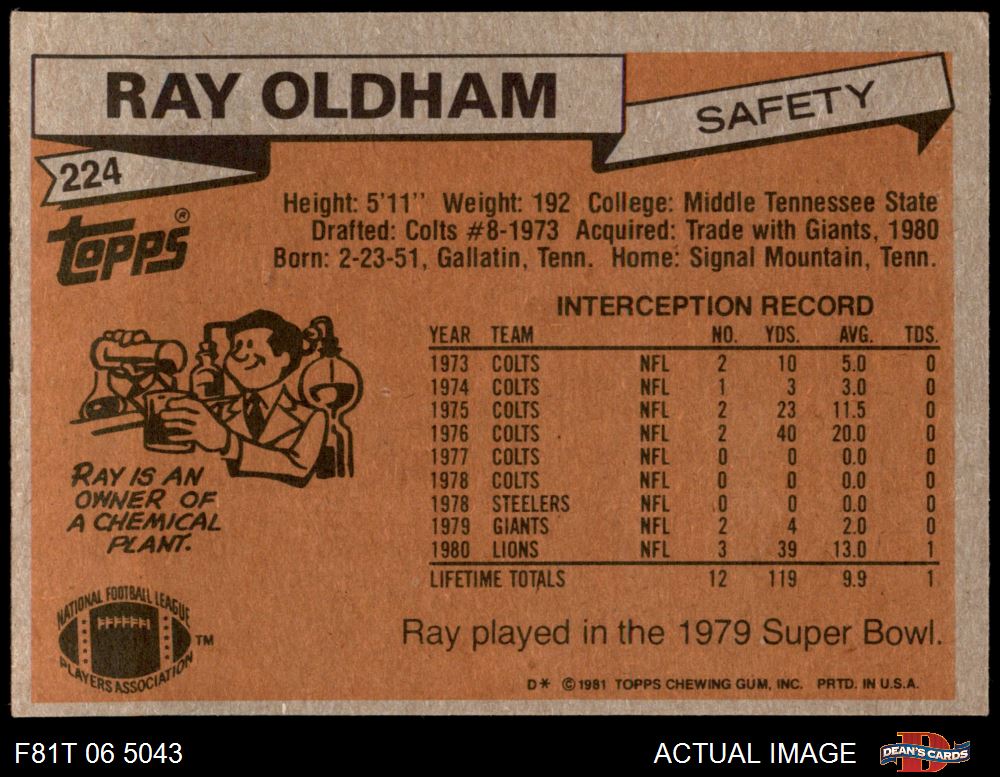 RAY OLDHAM
SAFETY
224
TOPPS®
Height: 5'11" Weight: 192 College: Middle Tennessee State
Drafted: Colts #8-1973 Acquired: Trade with Giants, 1980
Born: 2-23-51, Gallatin, Tenn. Home: Signal Mountain, Tenn.
INTERCEPTION RECORD
YEAR TEAM NO. YDS. AVG. TDS.
1973 COLTS NFL 2 10 5.0 0
1974 COLTS NFL 1 3 3.0 0
1975 COLTS NFL 2 23 11.5 0
1976 COLTS NFL 2 40 20.0 0
1977 COLTS NFL 0 0 0.0 0
1978 COLTS NFL 0 0 0.0 0
1978 STEELERS NFL 0 0 0.0 0
1979 GIANTS NFL 2 4 2.0 0
1980 LIONS NFL 3 39 13.0 1
LIFETIME TOTALS 12 119 9.9 1
RAY IS AN
OWNER OF
A CHEMICAL
PLANT.
NATIONAL FOOTBALL LEAGUE
PLAYERS ASSOCIATION
TM
Ray played in the 1979 Super Bowl.
D* ©1981 TOPPS CHEWING GUM, INC. PRTD. IN U.S.A.
F81T 06 5043
ACTUAL IMAGE
D
DEAN'S CARDS